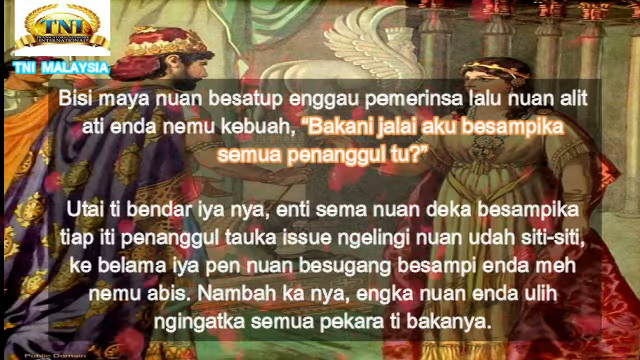 TNI
INTERNATIONAL
TNI MALAYSIA
Bisi maya nuan besatup enggau pemerinsa lalu nuan alit
ati enda nemu kebuah, “Bakani jalai aku besampika
semua penanggul tu?”
Utai ti bendar iya nya, enti sema nuan deka besampika
tiap iti penanggul tauka issue ngelingi nuan udah siti-siti,
ke belama iya pen nuan besugang besampi enda meh
nemu abis. Nambah ka nya, engka nuan enda ulih
ngingatka semua pekara ti bakanya.
Public Domain